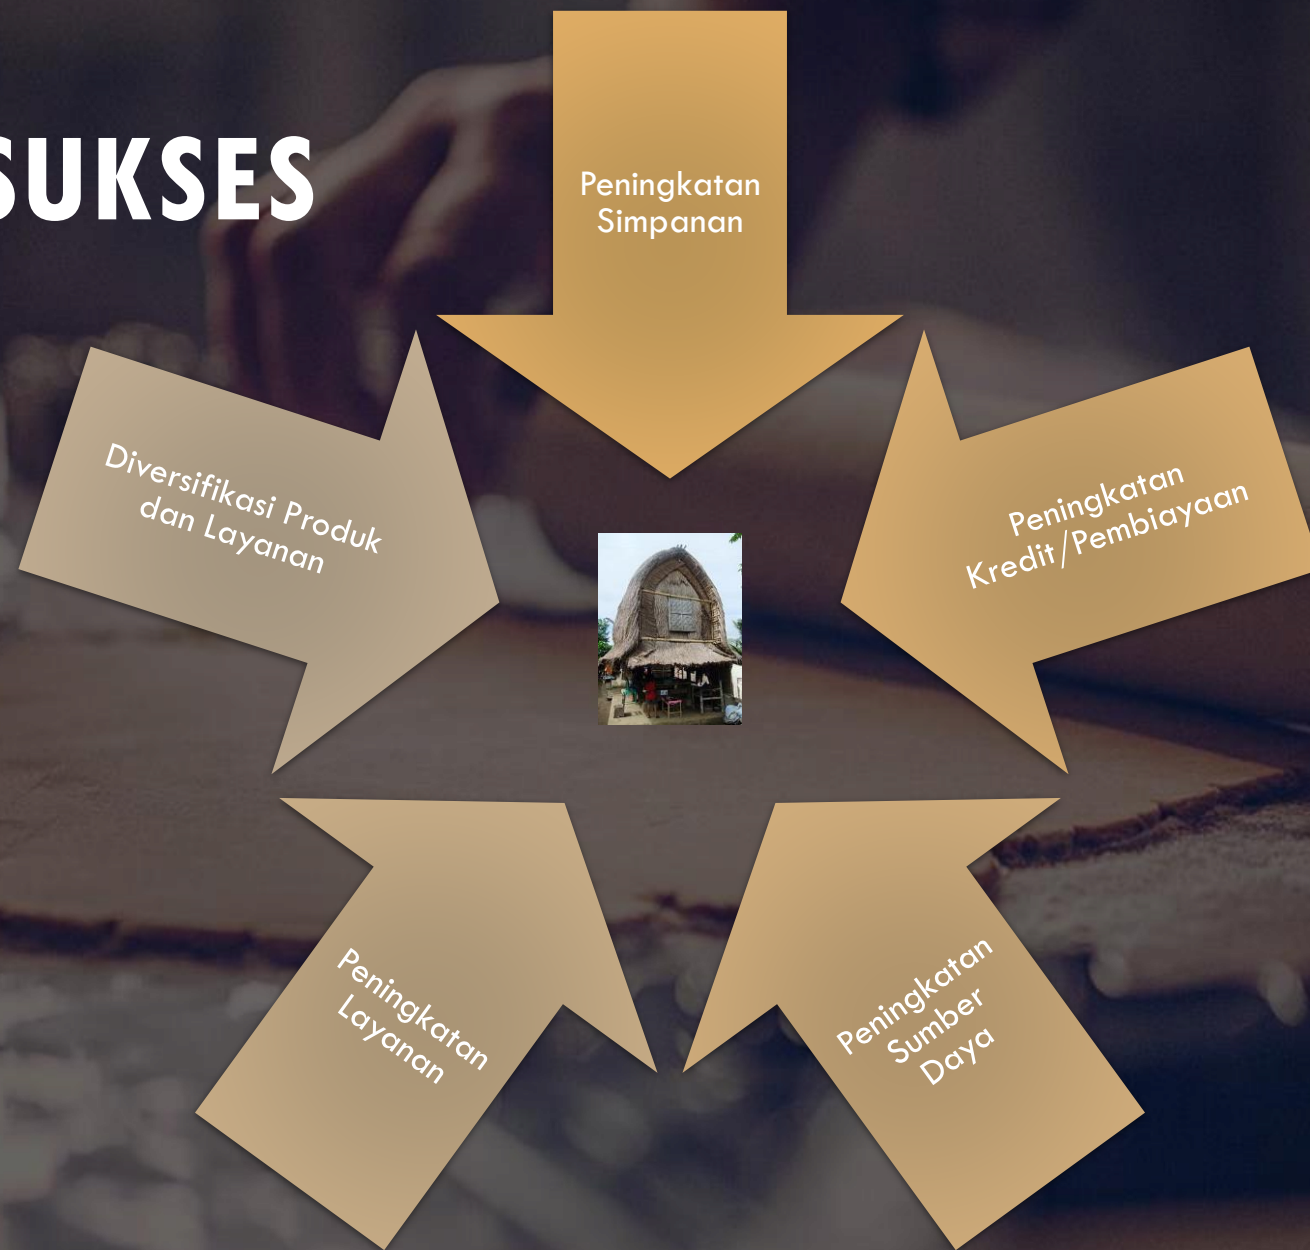 SUKSES
Peningkatan
Simpanan
Peningkatan
Kredit/Pembiayaan
Peningkatan
Sumber
Daya
Peningkatan
Layanan
Diversifikasi Produk
dan Layanan